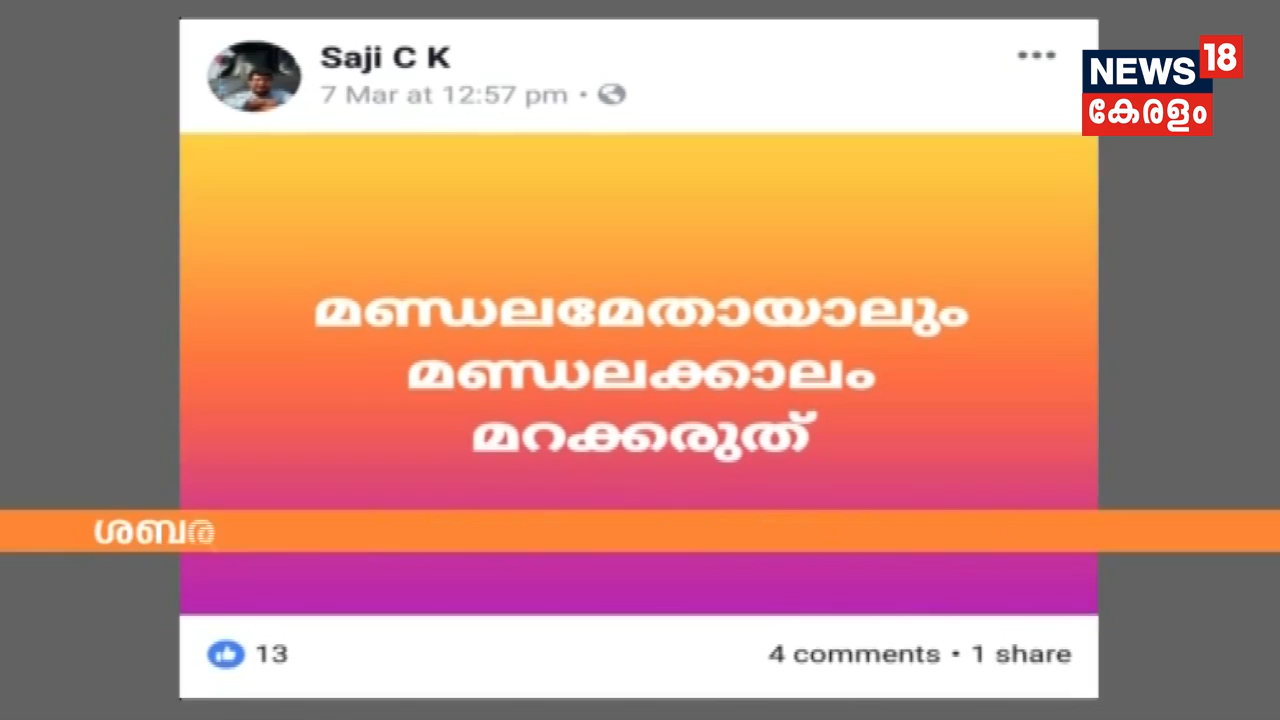 Saji C K
7 Mar at 12:57 pm
NEWS 18
കേരളം
മണ്ഡലമേതായാലും
മണ്ഡലക്കാലം
മറക്കരുത്
ശബര
13
4 comments • 1 share